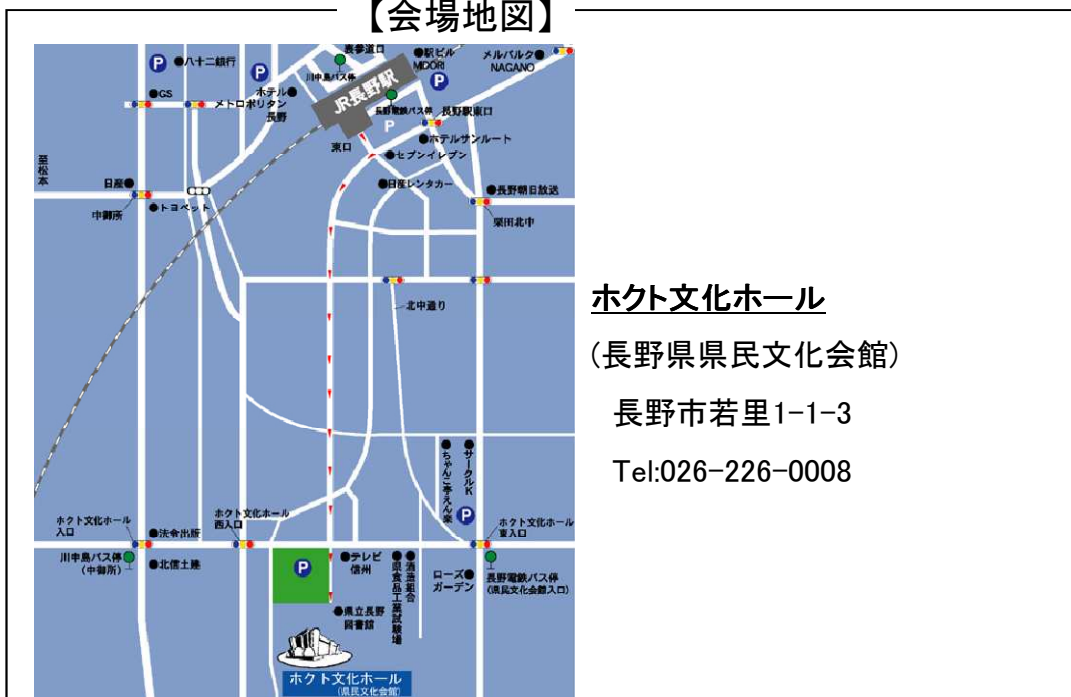 【会場地図】
表参道口
●駅ビル
MIDORI
メルパルク●
NAGANO
P
●八十二銀行
P
川中島バス停
P
JR長野駅
ホテル●
メトロポリタン
長野
●GS
長野電鉄バス停
P
長野駅東口
東口
●ホテルサンルート
●セブンイレブン
至松本
日産●
●日産レンタカー
●長野朝日放送
中御所
●トヨペット
栗田北中
北中通り
ホクト文化ホール
(長野県県民文化会館)
長野市若里1-1-3
Tel:026-226-0008
●サークルK
●ちゃんこ亭えん楽
P
ホクト文化ホール
入口
●法令出版
ホクト文化ホール
西入口
ホクト文化ホール
東入口
川中島バス停
(中御所)
●北信土建
P
●テレビ
信州
●酒造組合
●県食品工業試験場
ローズ●
ガーデン
長野電鉄バス停
(県民文化会館入口)
●県立長野
図書館
ホクト文化ホール
(県民文化会館)